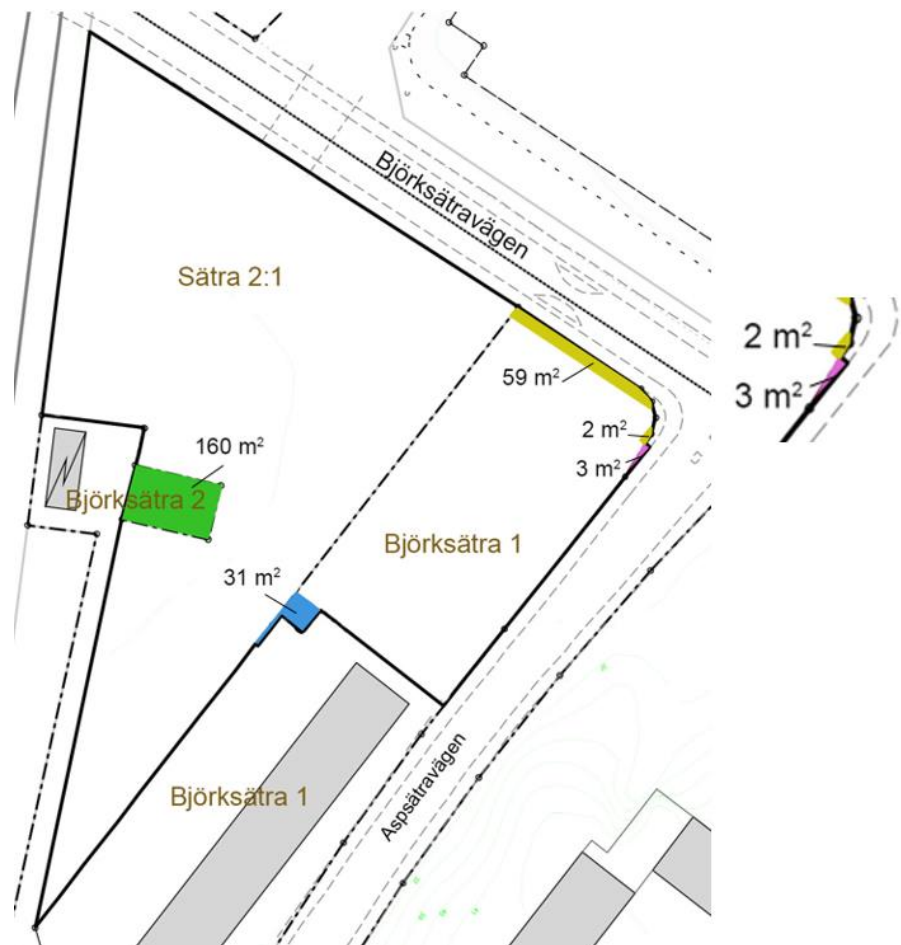 Björksätravägen
Sätra 2:1
59 m²
2 m²
3 m²
2 m²
3 m²
160 m²
Björksätra 2
Björksätra 1
31 m²
Björksätra 1
Aspsätravägen